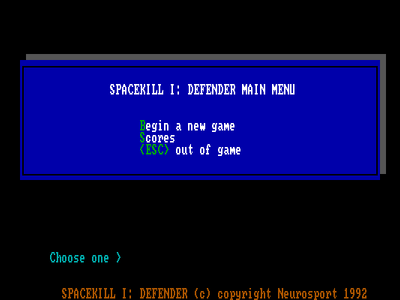 SPACEKILL I: DEFENDER MAIN MENU
Begin a new game
Scores
<ESC> out of game
Choose one >
SPACEKILL I: DEFENDER (c) copyright Neurosport 1992